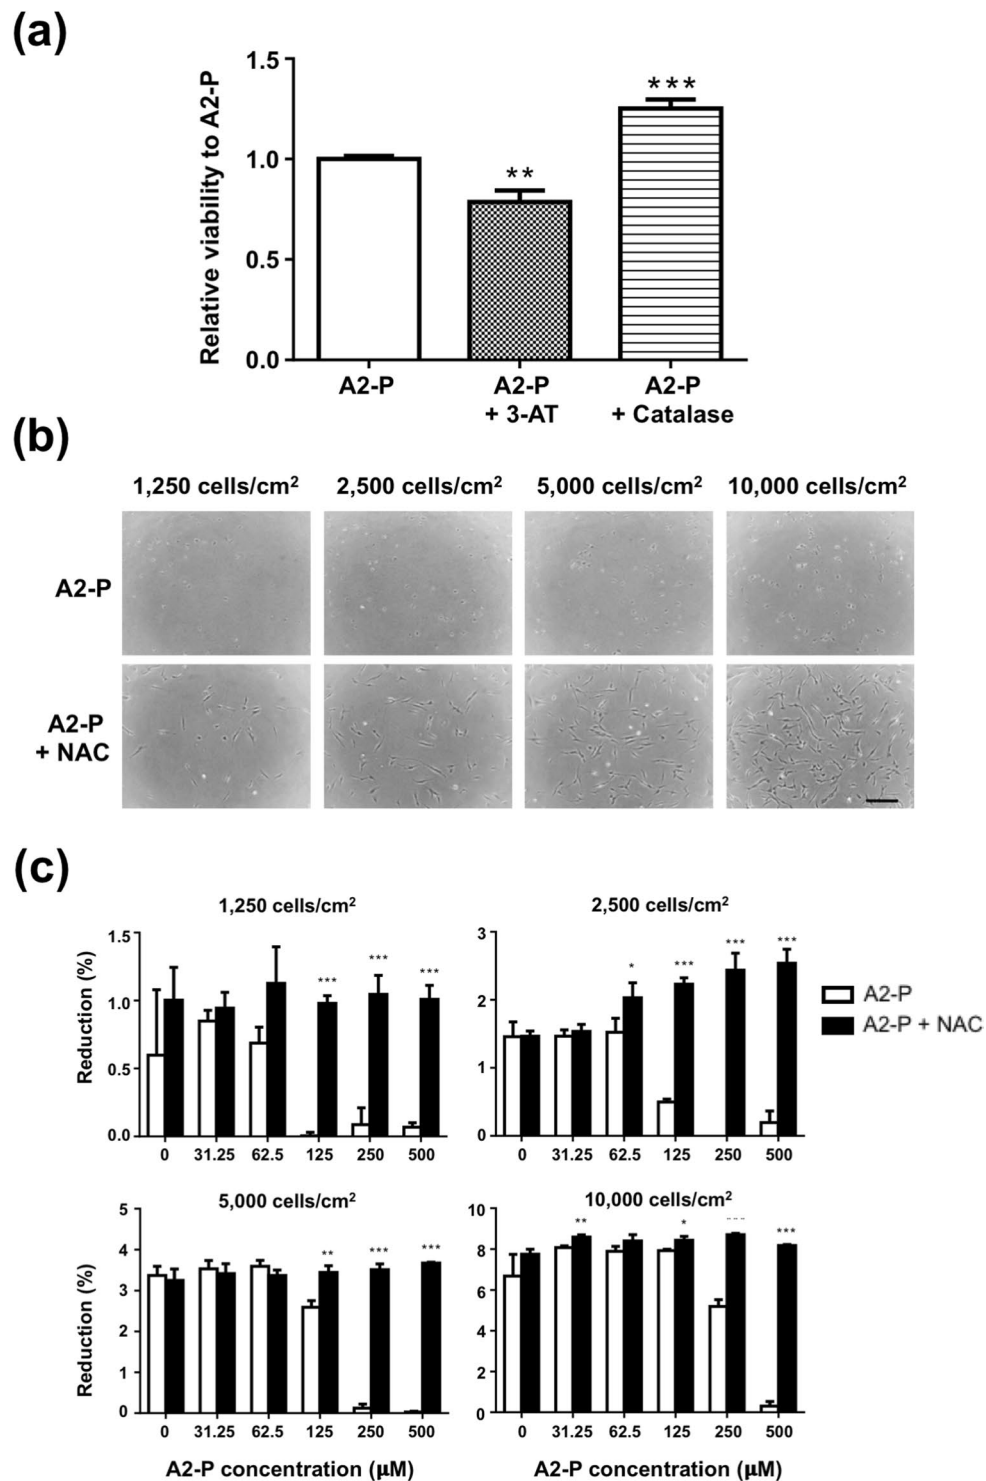 (a)
Relative viability to A2-P
1.5
1.0
0.5
0.0
**
***
A2-P
A2-P
+ 3-AT
A2-P
+ Catalase
(b)
1,250 cells/cm²
2,500 cells/cm²
5,000 cells/cm²
10,000 cells/cm²
A2-P
A2-P
+ NAC
(c)
1,250 cells/cm²
Reduction (%)
1.5
1.0
0.5
0.0
***
***
***
0 31.25 62.5 125 250 500
2,500 cells/cm²
3
2
1
0
*
***
***
***
0 31.25 62.5 125 250 500
A2-P
A2-P + NAC
5,000 cells/cm²
Reduction (%)
5
4
3
2
1
0
**
***
***
0 31.25 62.5 125 250 500
A2-P concentration (μM)
10,000 cells/cm²
10
8
6
4
2
0
**
*
***
0 31.25 62.5 125 250 500
A2-P concentration (μM)